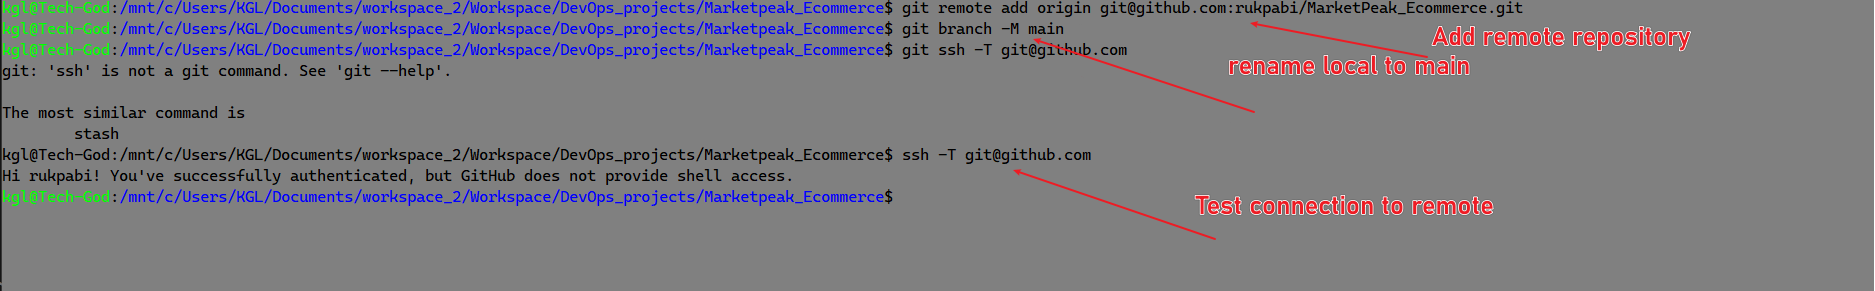 kgl@Tech-God:/mnt/c/Users/KGL/Documents/workspace_2/Workspace/DevOps_projects/Marketpeak_Ecommerce$ git remote add origin git@github.com:rukpabi/MarketPeak_Ecommerce.git
kgl@Tech-God:/mnt/c/Users/KGL/Documents/workspace_2/Workspace/DevOps_projects/Marketpeak_Ecommerce$ git branch -M main
Add remote repository
kgl@Tech-God:/mnt/c/Users/KGL/Documents/workspace_2/Workspace/DevOps_projects/Marketpeak_Ecommerce$ git ssh -T git@github.com
rename local to main
git: 'ssh' is not a git command. See 'git --help'.
The most similar command is
stash
kgl@Tech-God:/mnt/c/Users/KGL/Documents/workspace_2/Workspace/DevOps_projects/Marketpeak_Ecommerce$ ssh -T git@github.com
Hi rukpabi! You've successfully authenticated, but GitHub does not provide shell access.
kgl@Tech-God:/mnt/c/Users/KGL/Documents/workspace_2/Workspace/DevOps_projects/Marketpeak_Ecommerce$
Test connection to remote